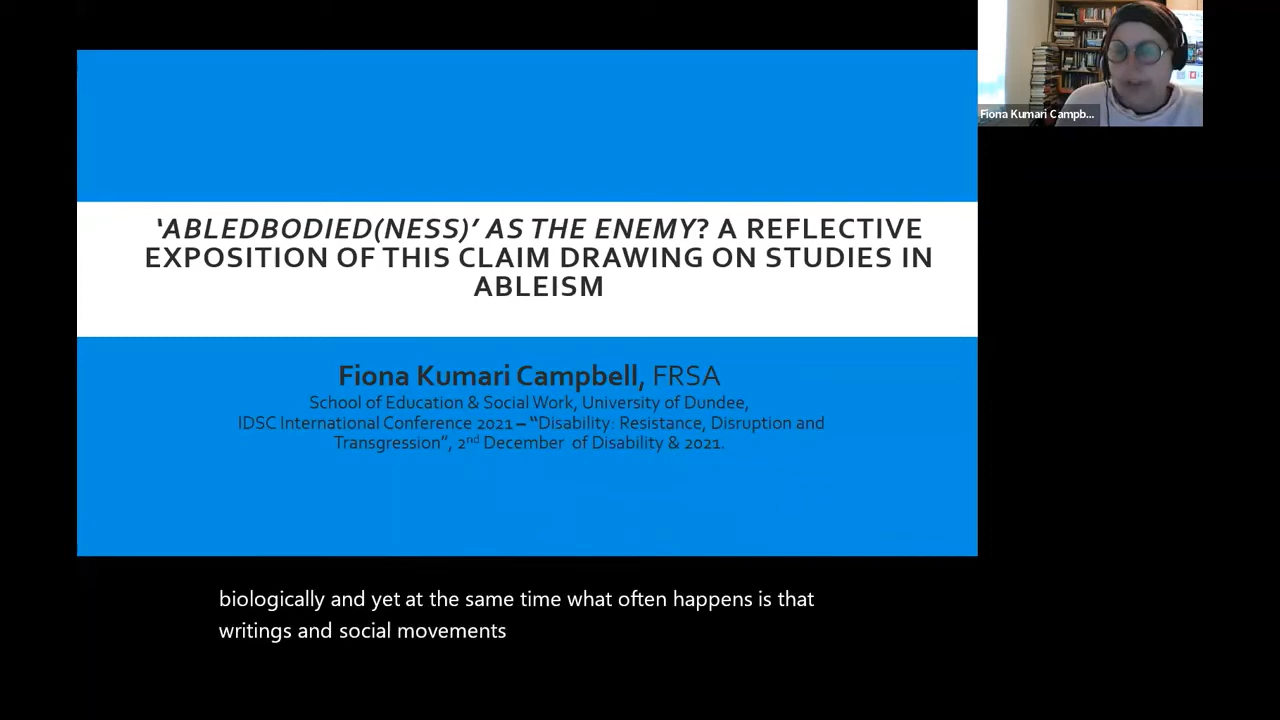 Fiona Kumari Campb...
‘ABLEDBODIED(NESS)’ AS THE ENEMY? A REFLECTIVE
EXPOSITION OF THIS CLAIM DRAWING ON STUDIES IN
ABLEISM
Fiona Kumari Campbell, FRSA
School of Education & Social Work, University of Dundee,
IDSC International Conference 2021 – “Disability: Resistance, Disruption and
Transgression”, 2nd December of Disability & 2021.
biologically and yet at the same time what often happens is that
writings and social movements